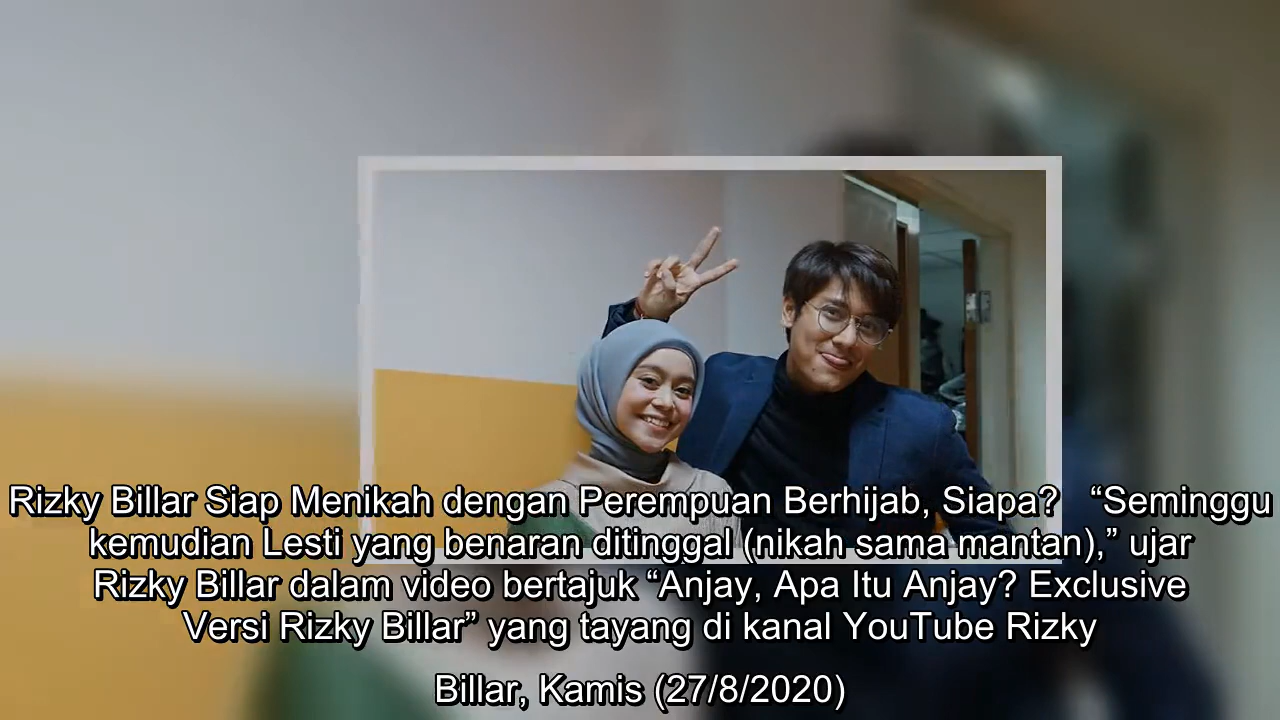 Rizky Billar Siap Menikah dengan Perempuan Berhijab, Siapa?   “Seminggu
kemudian Lesti yang benaran ditinggal (nikah sama mantan),” ujar
Rizky Billar dalam video bertajuk “Anjay, Apa Itu Anjay? Exclusive
Versi Rizky Billar” yang tayang di kanal YouTube Rizky
Billar, Kamis (27/8/2020)